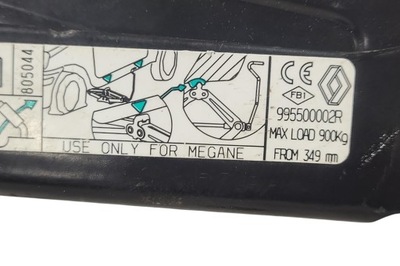 805044
USE ONLY FOR MEGANE
CE
FBI
995500002R
MAX LOAD 900Kg
FROM 349 mm